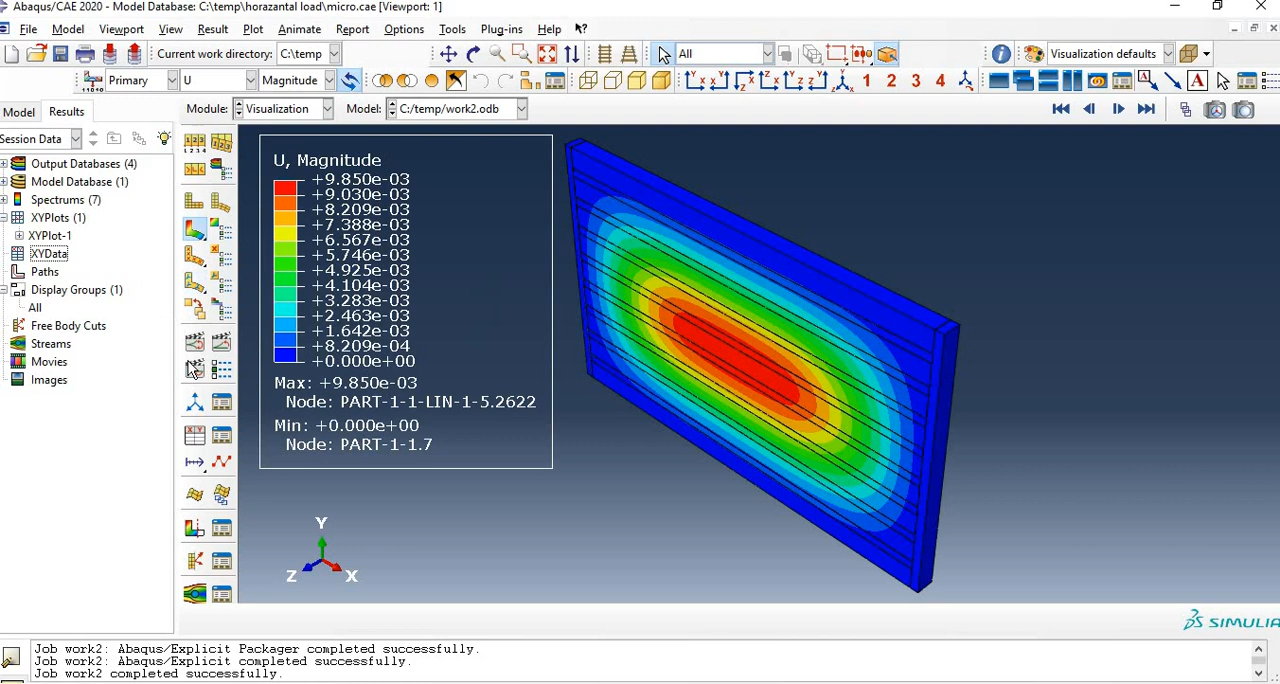 Abaqus/CAE 2020 - Model Database: C:\temp\horazantal load\micro.cae [Viewport: 1]
File Model Viewport View Result Plot Animate Report Options Tools Plug-ins Help
Current work directory: C:\temp All Visualization defaults
Primary U Magnitude 1 2 3 4
Model Results Module: Visualization Model: C:/temp/work2.odb
Session Data
Output Databases (4)
Model Database (1)
Spectrums (7)
XYPlots (1)
XYPlot-1
XYData
Paths
Display Groups (1)
All
Free Body Cuts
Streams
Movies
Images
U, Magnitude
+9.850e-03
+9.030e-03
+8.209e-03
+7.388e-03
+6.567e-03
+5.746e-03
+4.925e-03
+4.104e-03
+3.283e-03
+2.463e-03
+1.642e-03
+8.209e-04
+0.000e+00
Max: +9.850e-03
Node: PART-1-1-LIN-1-5.2622
Min: +0.000e+00
Node: PART-1-1.7
Y
Z X
SIMULIA
Job work2: Abaqus/Explicit Packager completed successfully.
Job work2: Abaqus/Explicit completed successfully.
Job work2 completed successfully.